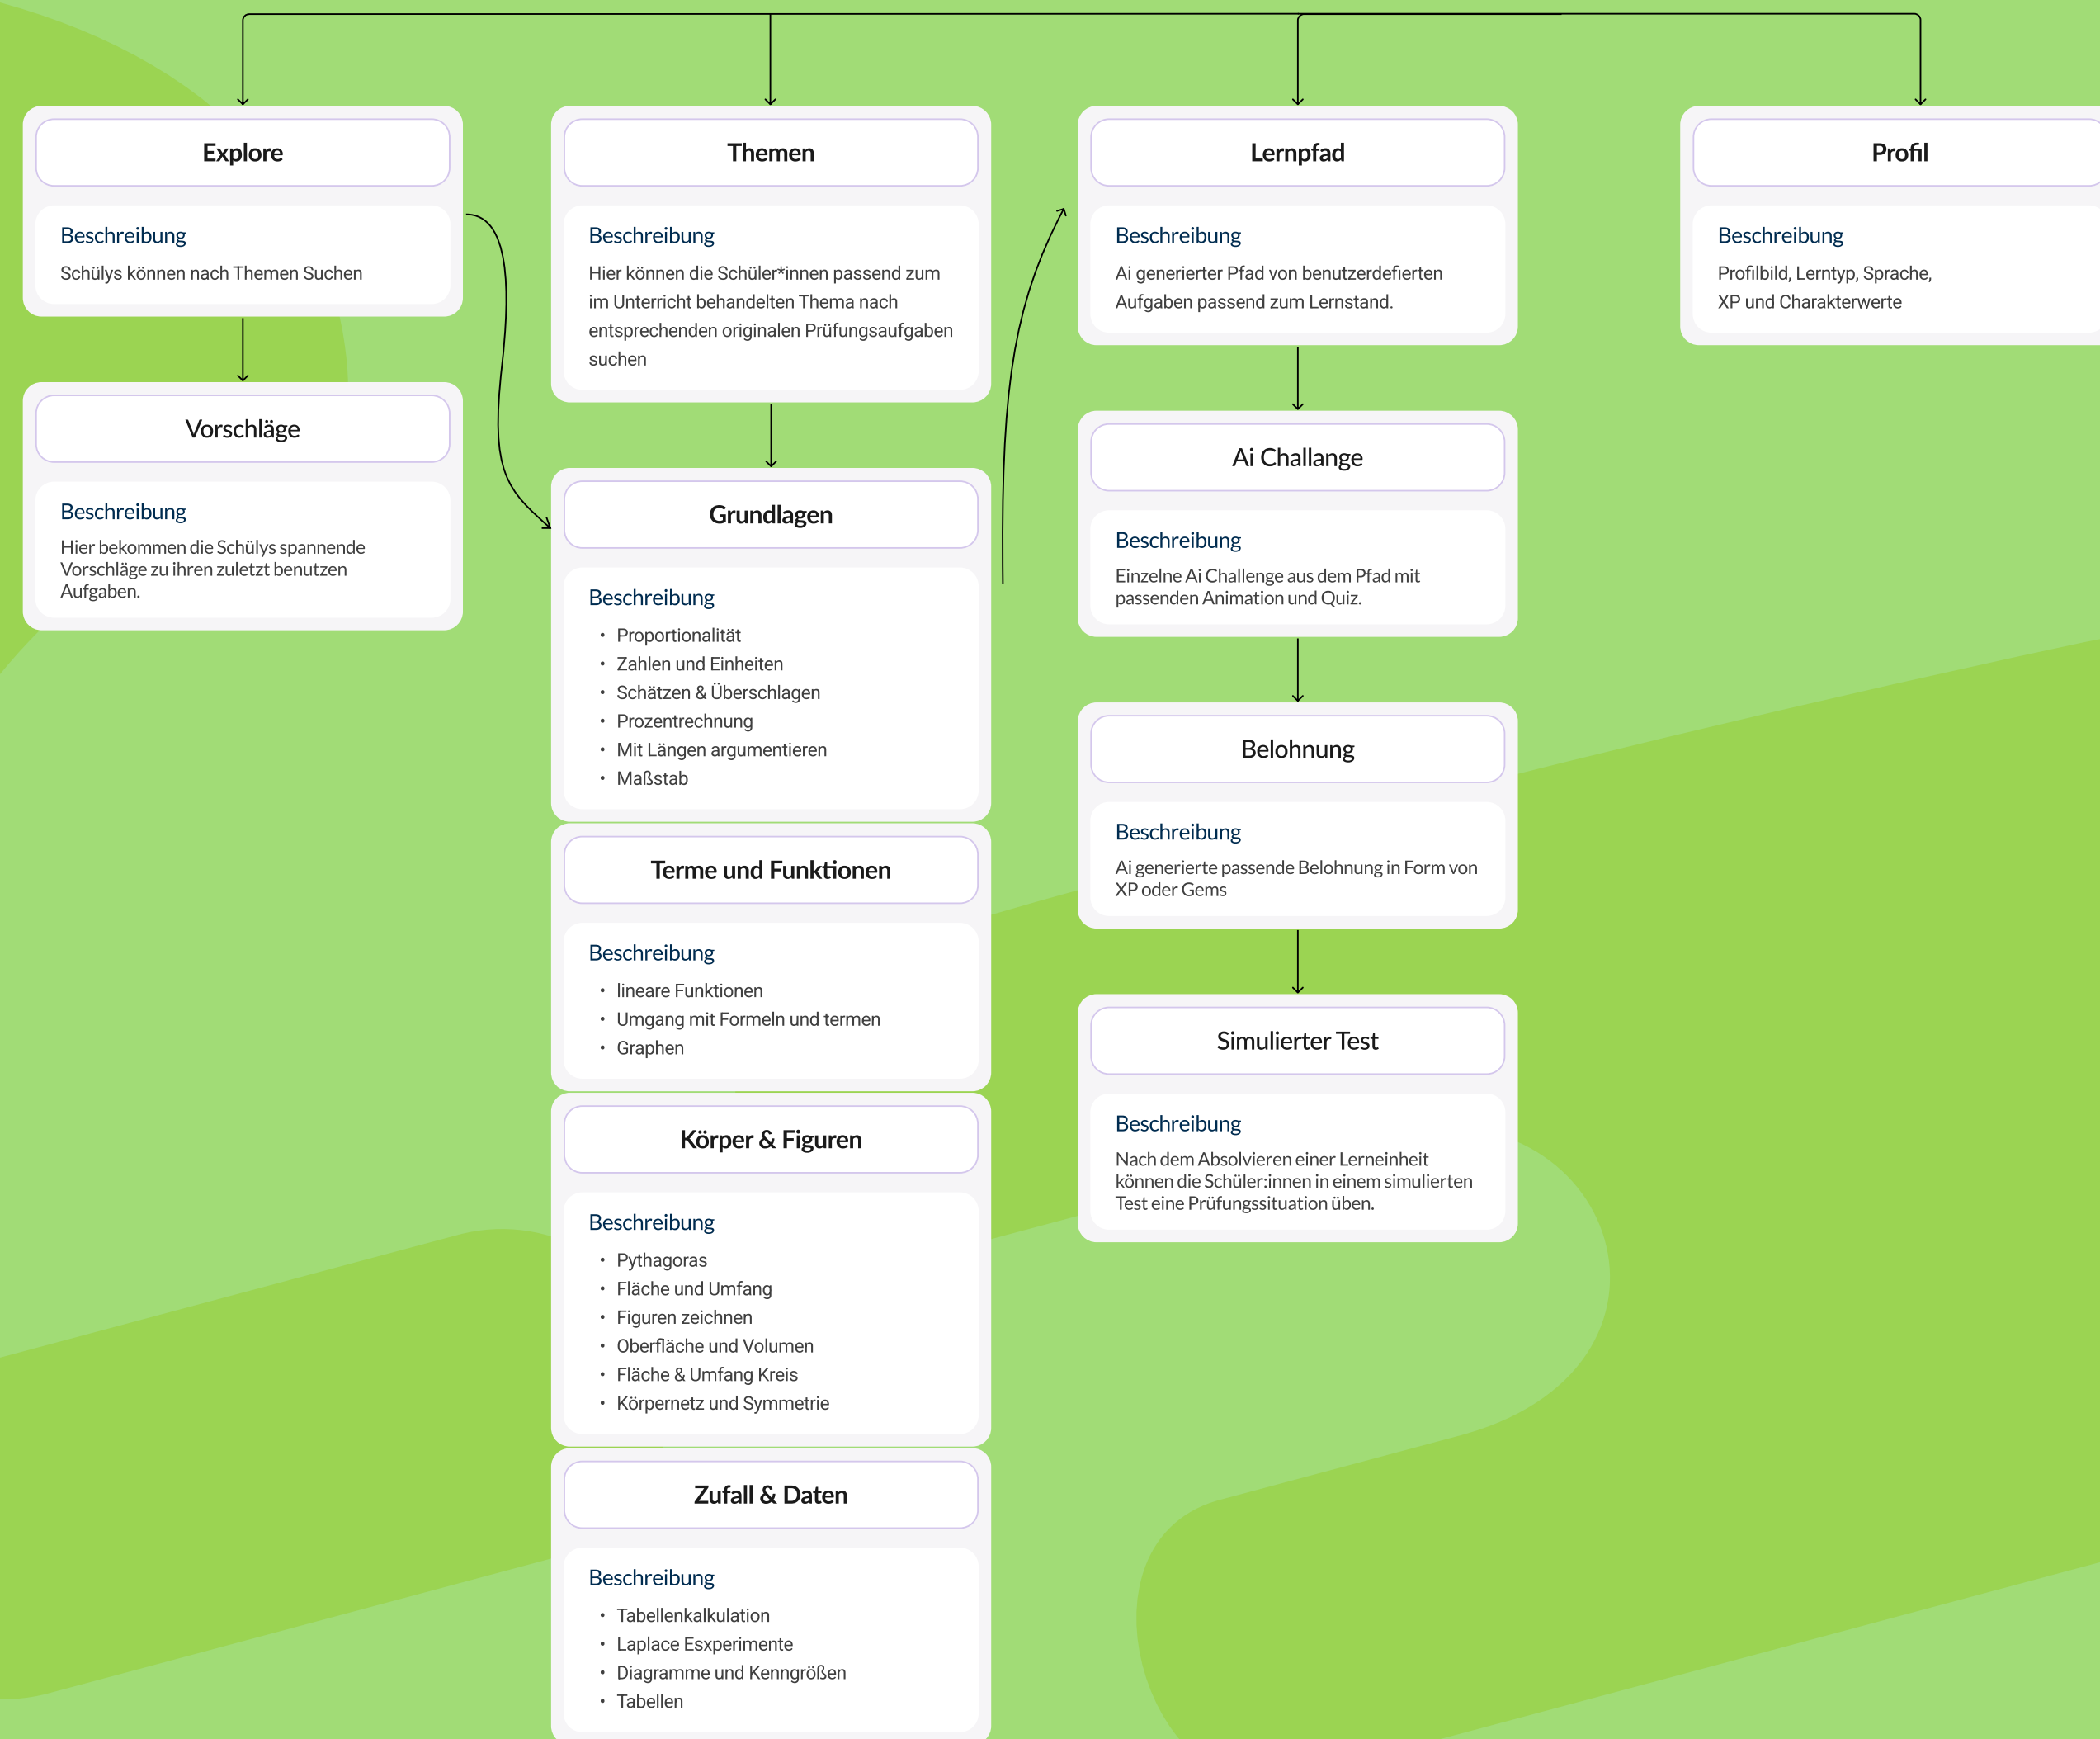 Explore
Beschreibung
Schülys können nach Themen Suchen
Vorschläge
Beschreibung
Hier bekommen die Schülys spannende
Vorschläge zu ihren zuletzt benutzen
Aufgaben.
Themen
Beschreibung
Hier können die Schüler*innen passend zum
im Unterricht behandelten Thema nach
entsprechenden originalen Prüfungsaufgaben
suchen
Grundlagen
Beschreibung
• Proportionalität
• Zahlen und Einheiten
• Schätzen & Überschlagen
• Prozentrechnung
• Mit Längen argumentieren
• Maßstab
Terme und Funktionen
Beschreibung
• lineare Funktionen
• Umgang mit Formeln und termen
• Graphen
Körper & Figuren
Beschreibung
• Pythagoras
• Fläche und Umfang
• Figuren zeichnen
• Oberfläche und Volumen
• Fläche & Umfang Kreis
• Körpernetz und Symmetrie
Zufall & Daten
Beschreibung
• Tabellenkalkulation
• Laplace Esxperimente
• Diagramme und Kenngrößen
• Tabellen
Lernpfad
Beschreibung
Ai generierter Pfad von benutzerdefierten
Aufgaben passend zum Lernstand.
Ai Challange
Beschreibung
Einzelne Ai Challenge aus dem Pfad mit
passenden Animation und Quiz.
Belohnung
Beschreibung
Ai generierte passende Belohnung in Form von
XP oder Gems
Simulierter Test
Beschreibung
Nach dem Absolvieren einer Lerneinheit
können die Schüler:innen in einem simulierten
Test eine Prüfungssituation üben.
Profil
Beschreibung
Profilbild, Lerntyp, Sprache,
XP und Charakterwerte